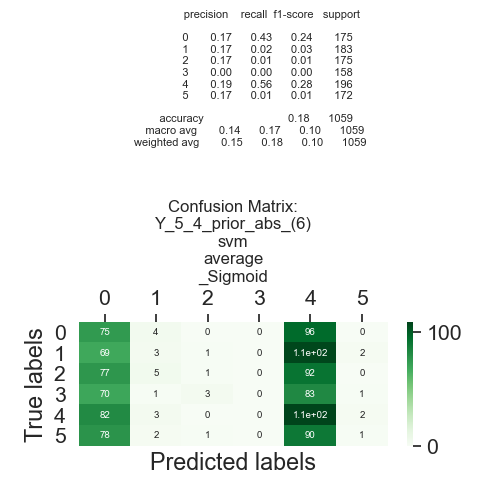 precision recall f1-score support
0 0.17 0.43 0.24 175
1 0.17 0.02 0.03 183
2 0.17 0.01 0.01 175
3 0.00 0.00 0.00 158
4 0.19 0.56 0.28 196
5 0.17 0.01 0.01 172
accuracy 0.18 1059
macro avg 0.14 0.17 0.10 1059
weighted avg 0.15 0.18 0.10 1059
Confusion Matrix:
Y_5_4_prior_abs_(6)
svm
average
_Sigmoid
0 1 2 3 4 5
0 75 4 0 0 96 0
1 69 3 1 0 1.1e+02 2
2 77 5 1 0 92 0
3 70 1 3 0 83 1
4 82 3 0 0 1.1e+02 2
5 78 2 1 0 90 1
True labels
Predicted labels
100
0